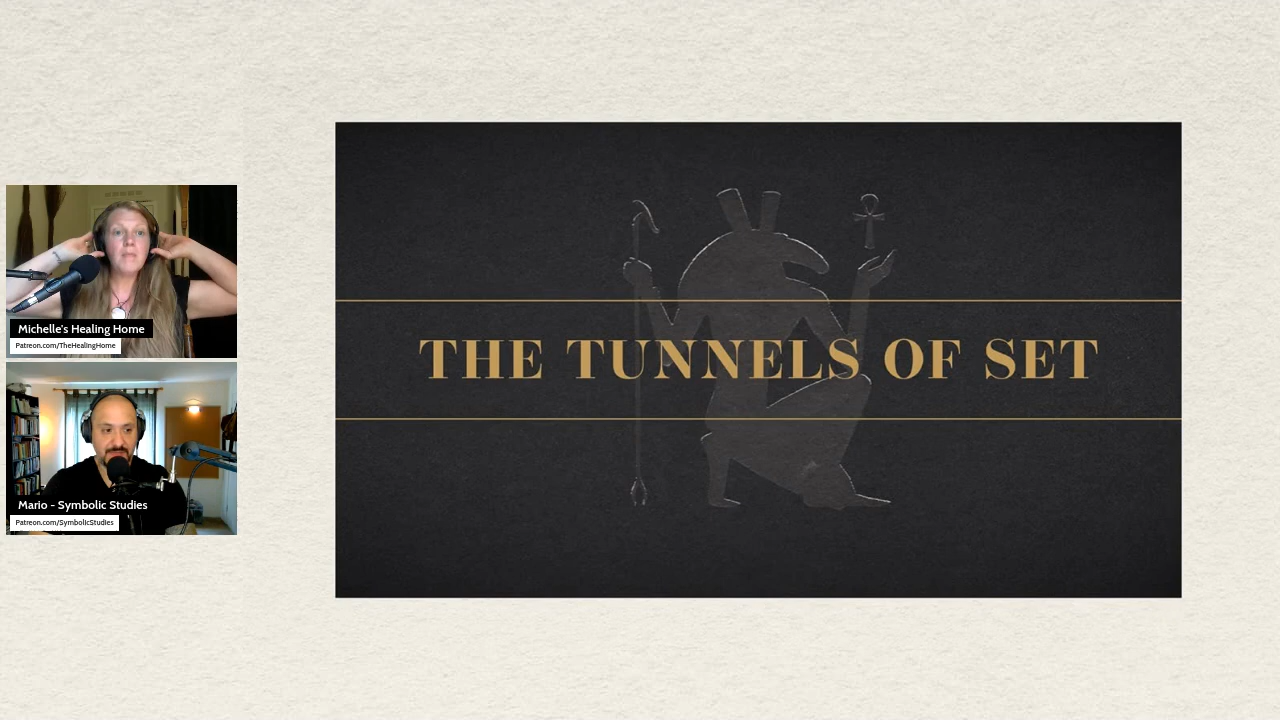 Michelle's Healing Home
Patreon.com/TheHealingHome
Mario - Symbolic Studies
Patreon.com/SymbolicStudies
THE TUNNELS OF SET